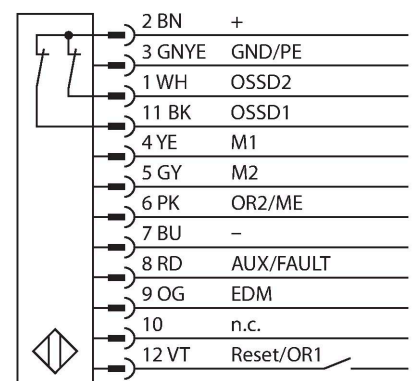 2 BN +
3 GNYE GND/PE
1 WH OSSD2
11 BK OSSD1
4 YE M1
5 GY M2
6 PK OR2/ME
7 BU –
8 RD AUX/FAULT
9 OG EDM
10 n.c.
12 VT Reset/OR1